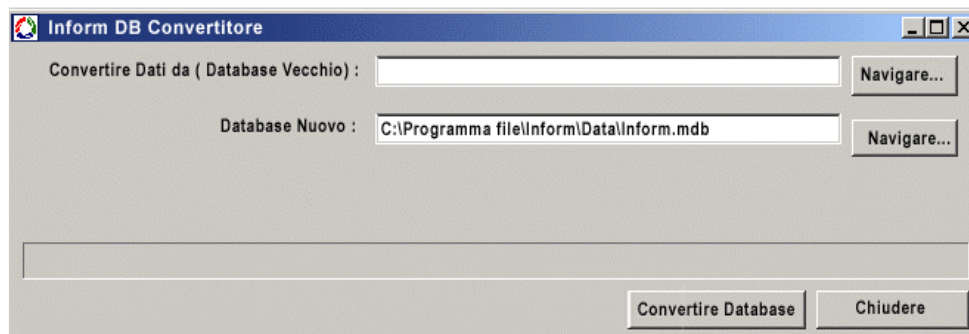 Inform DB Convertitore
Convertire Dati da ( Database Vecchio) :
Navigare...
Database Nuovo :
C:\Programma file\Inform\Data\Inform.mdb
Navigare...
Convertire Database
Chiudere